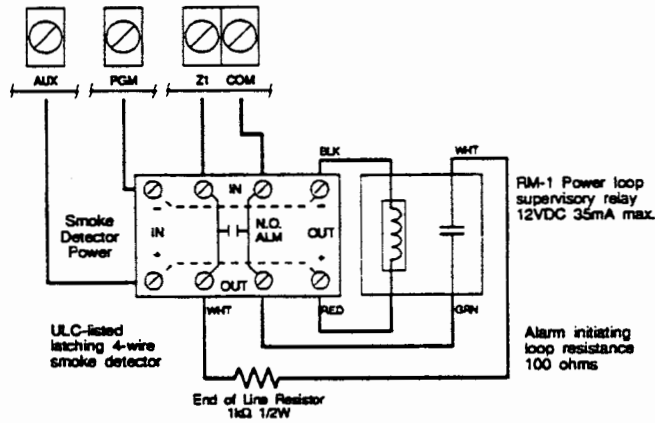 AUX
PGM
Z1
COM
BLK
WHT
IN
RM-1 Power loop
supervisory relay
12VDC 35mA max.
Smoke
Detector
Power
- -
IN
N.O.
ALM
OUT
+ +
OUT
WHT
RED
GRN
ULC-listed
latching 4-wire
smoke detector
Alarm initiating
loop resistance
100 ohms
End of Line Resistor
1kΩ 1/2W